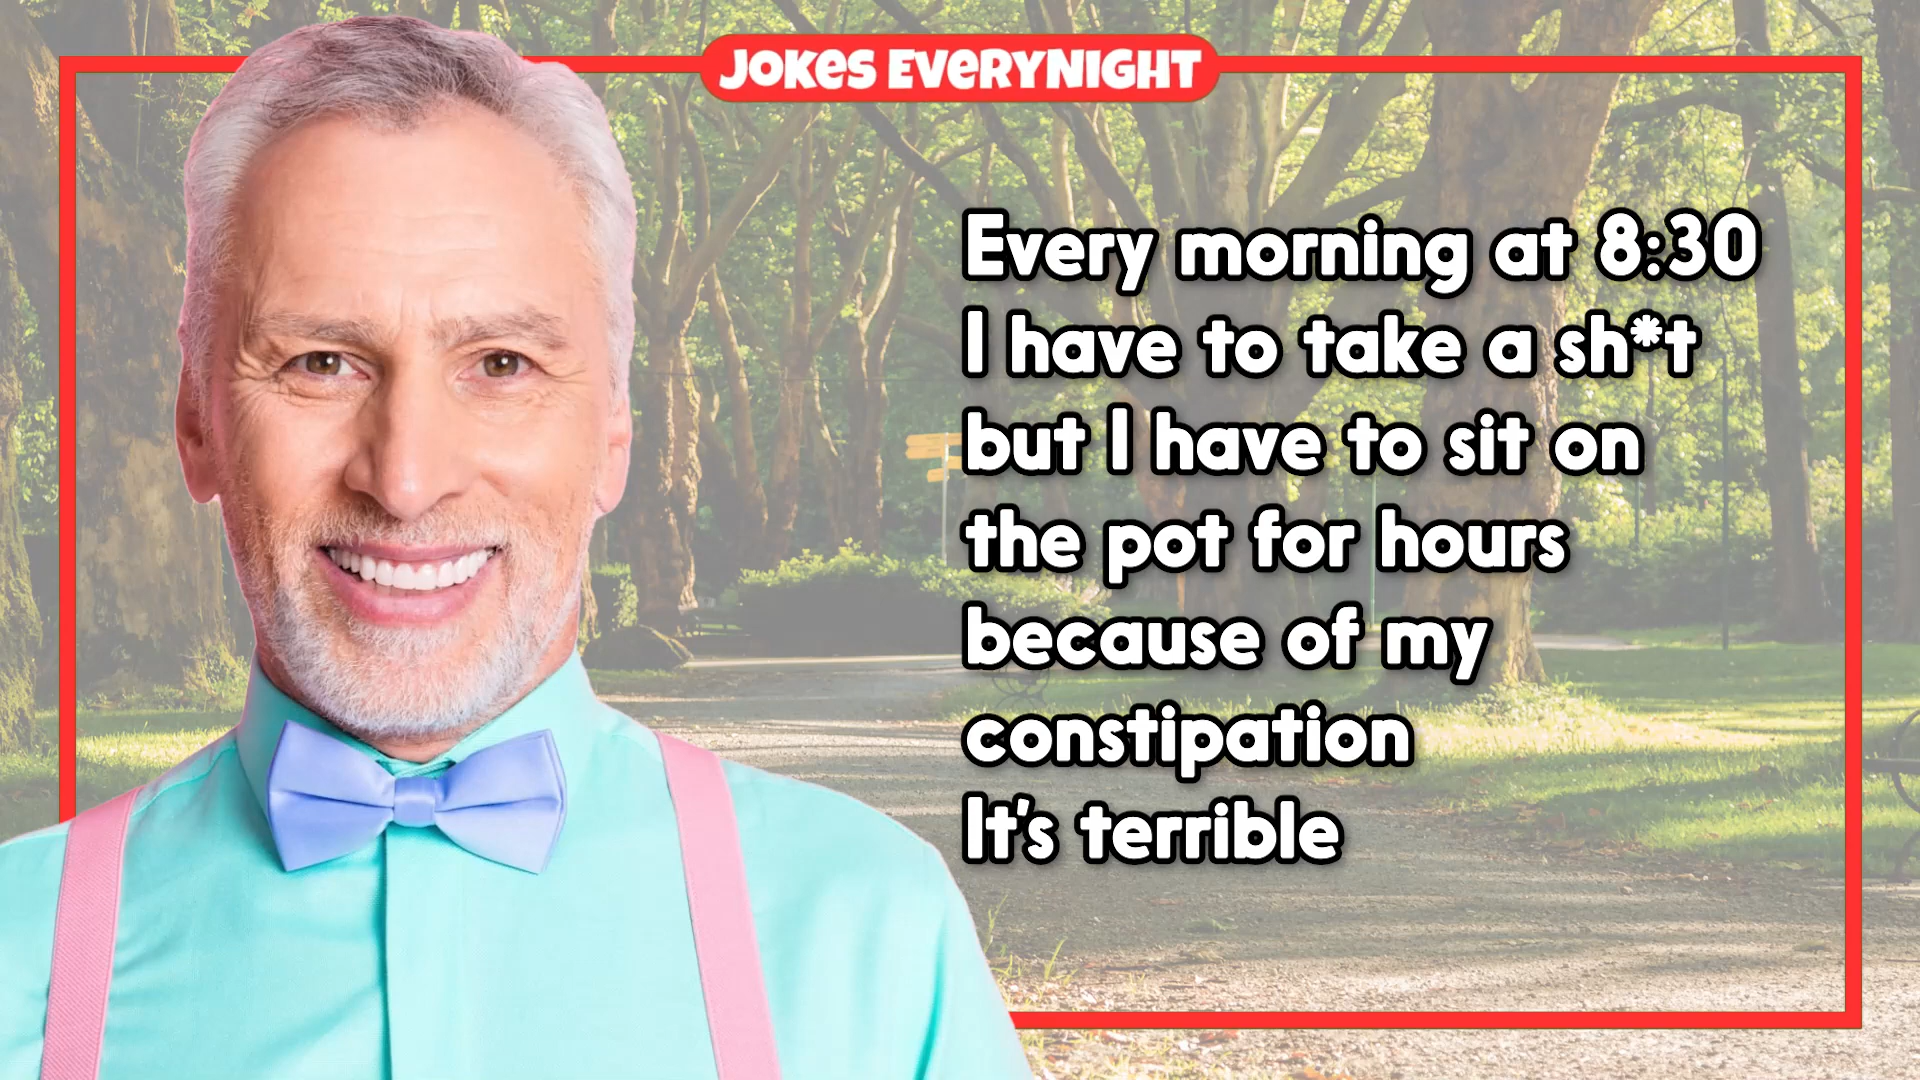 JOKES EVERYNIGHT
Every morning at 8:30
I have to take a sh*t
but I have to sit on
the pot for hours
because of my
constipation
It's terrible